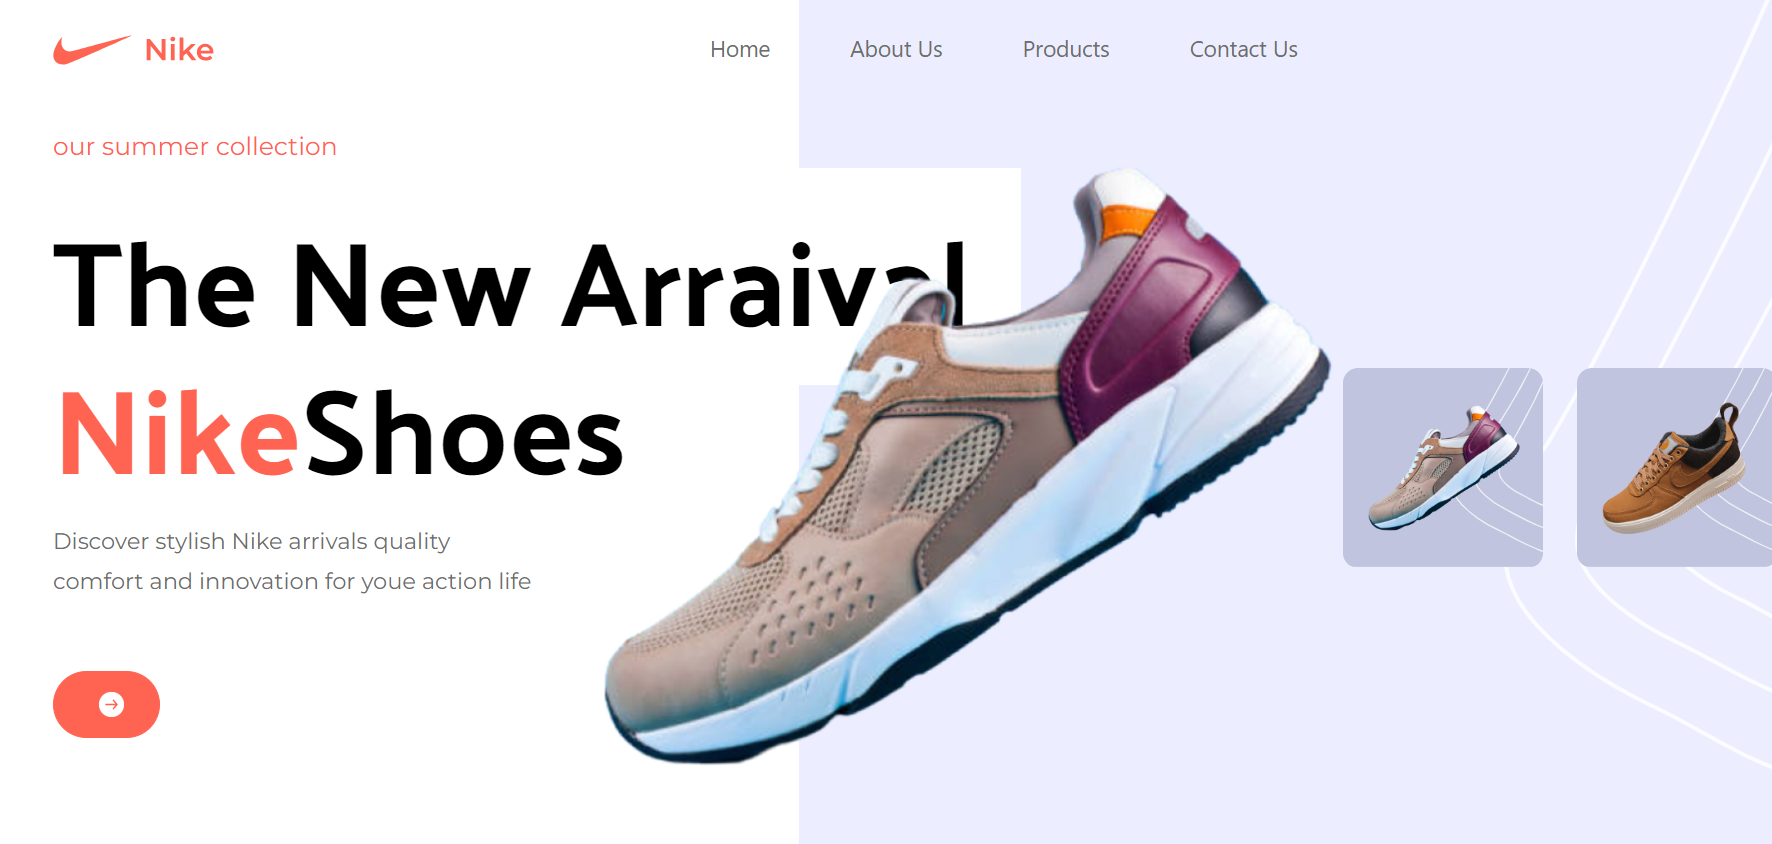 Nike
Home About Us Products Contact Us
our summer collection
The New Arraival
NikeShoes
Discover stylish Nike arrivals quality
comfort and innovation for youe action life